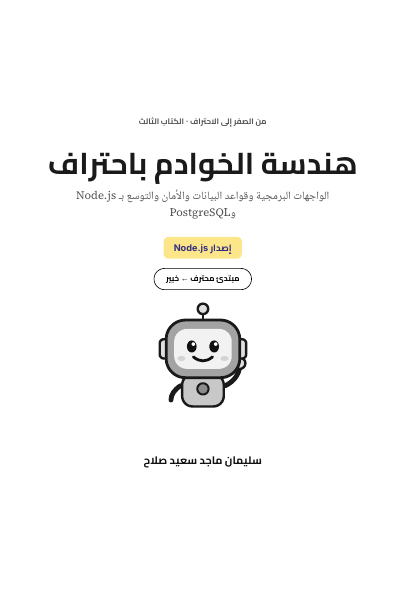 من الصفر إلى الاحتراف · الكتاب الثالث
هندسة الخوادم باحتراف
الواجهات البرمجية وقواعد البيانات والأمان والتوسع بـ Node.js
وPostgreSQL
إصدار Node.js
مبتدئ محترف ← خبير
سليمان ماجد سعيد صلاح